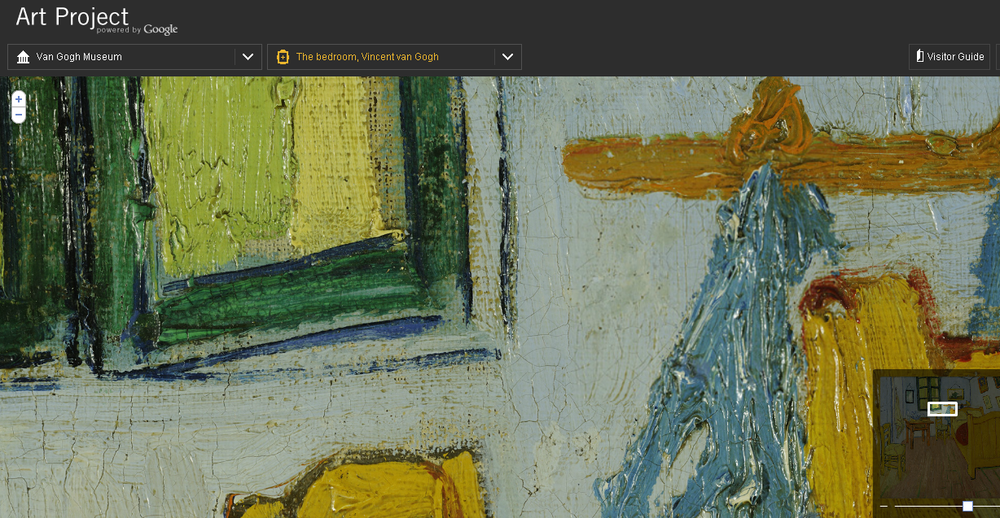 Art Project
powered by Google
Van Gogh Museum
The bedroom, Vincent van Gogh
Visitor Guide